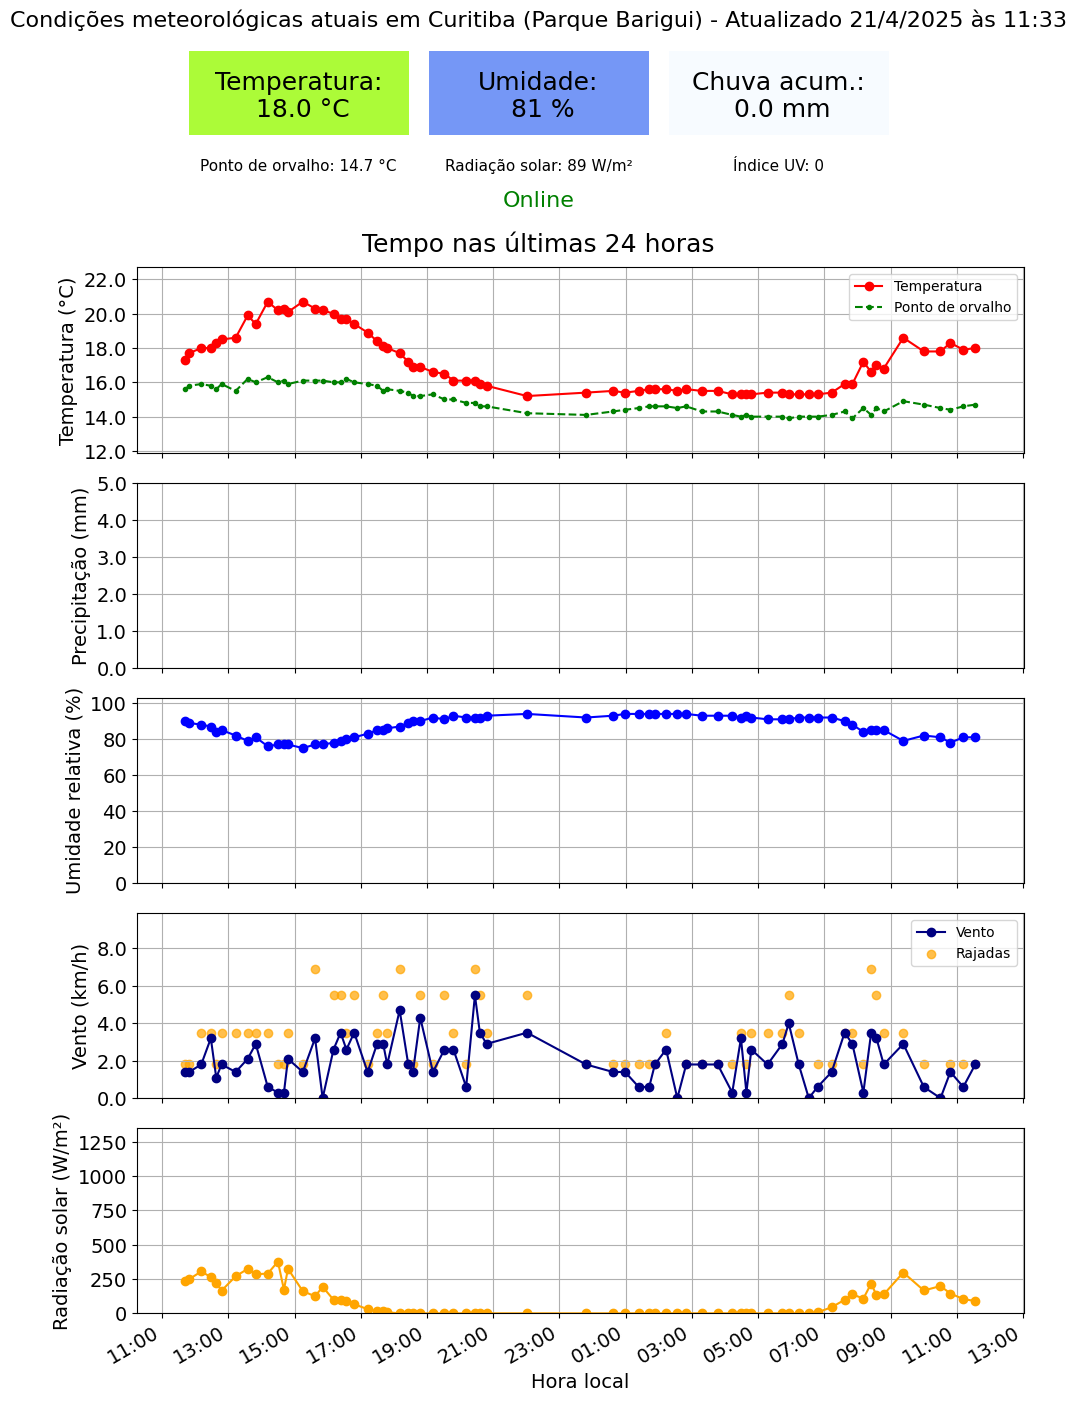 Condições meteorológicas atuais em Curitiba (Parque Barigui) - Atualizado 21/4/2025 às 11:33
Temperatura:
18.0 °C
Umidade:
81 %
Chuva acum.:
0.0 mm
Ponto de orvalho: 14.7 °C
Radiação solar: 89 W/m²
Índice UV: 0
Online
Tempo nas últimas 24 horas
Temperatura (°C)
22.0
20.0
18.0
16.0
14.0
12.0
Temperatura
Ponto de orvalho
Precipitação (mm)
5.0
4.0
3.0
2.0
1.0
0.0
Umidade relativa (%)
100
80
60
40
20
0
Vento (km/h)
8.0
6.0
4.0
2.0
0.0
Vento
Rajadas
Radiação solar (W/m²)
1250
1000
750
500
250
0
11:00
13:00
15:00
17:00
19:00
21:00
23:00
01:00
03:00
05:00
07:00
09:00
11:00
13:00
Hora local